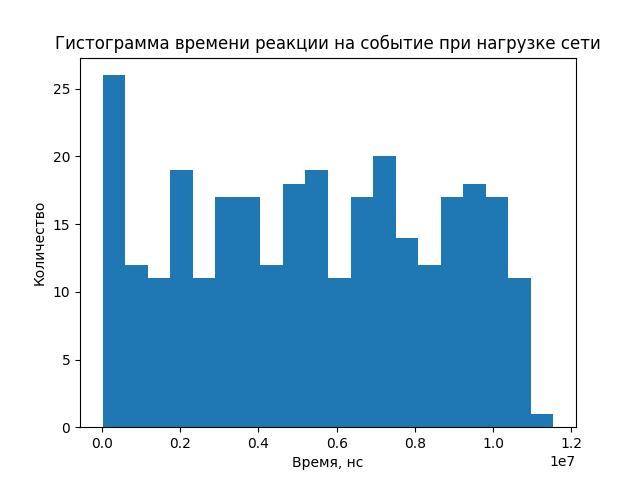 Гистограмма времени реакции на событие при нагрузке сети
Количество
25
20
15
10
5
0
0.0 0.2 0.4 0.6 0.8 1.0 1.2
1e7
Время, нс